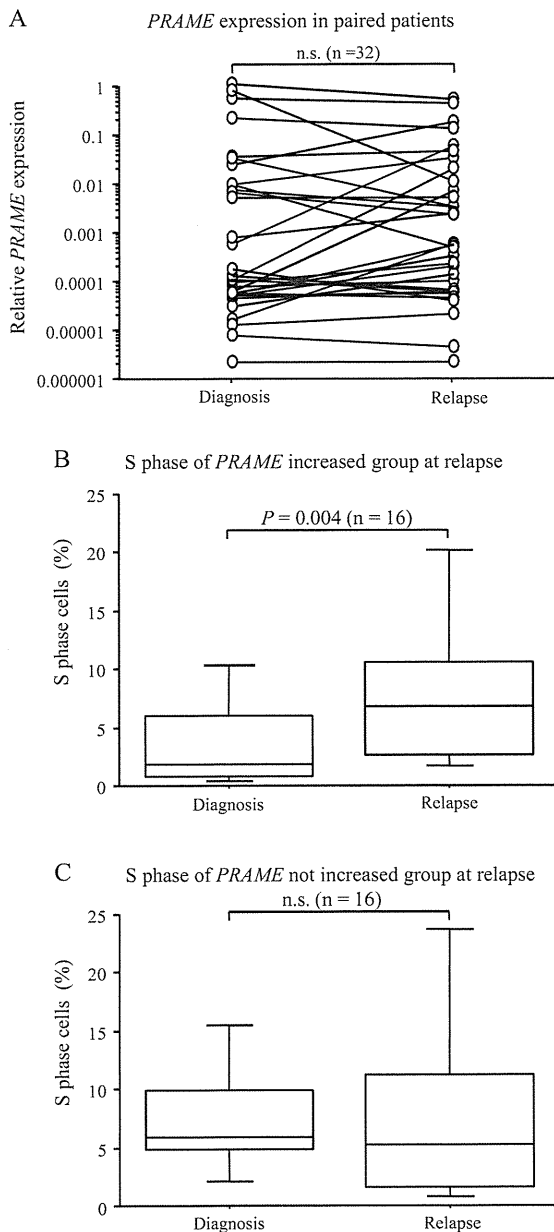 A
PRAME expression in paired patients
n.s. (n =32)
Relative PRAME expression
1
0.1
0.01
0.001
0.0001
0.00001
0.000001
Diagnosis
Relapse
B
S phase of PRAME increased group at relapse
P = 0.004 (n = 16)
S phase cells (%)
25
20
15
10
5
0
Diagnosis
Relapse
C
S phase of PRAME not increased group at relapse
n.s. (n = 16)
S phase cells (%)
25
20
15
10
5
0
Diagnosis
Relapse